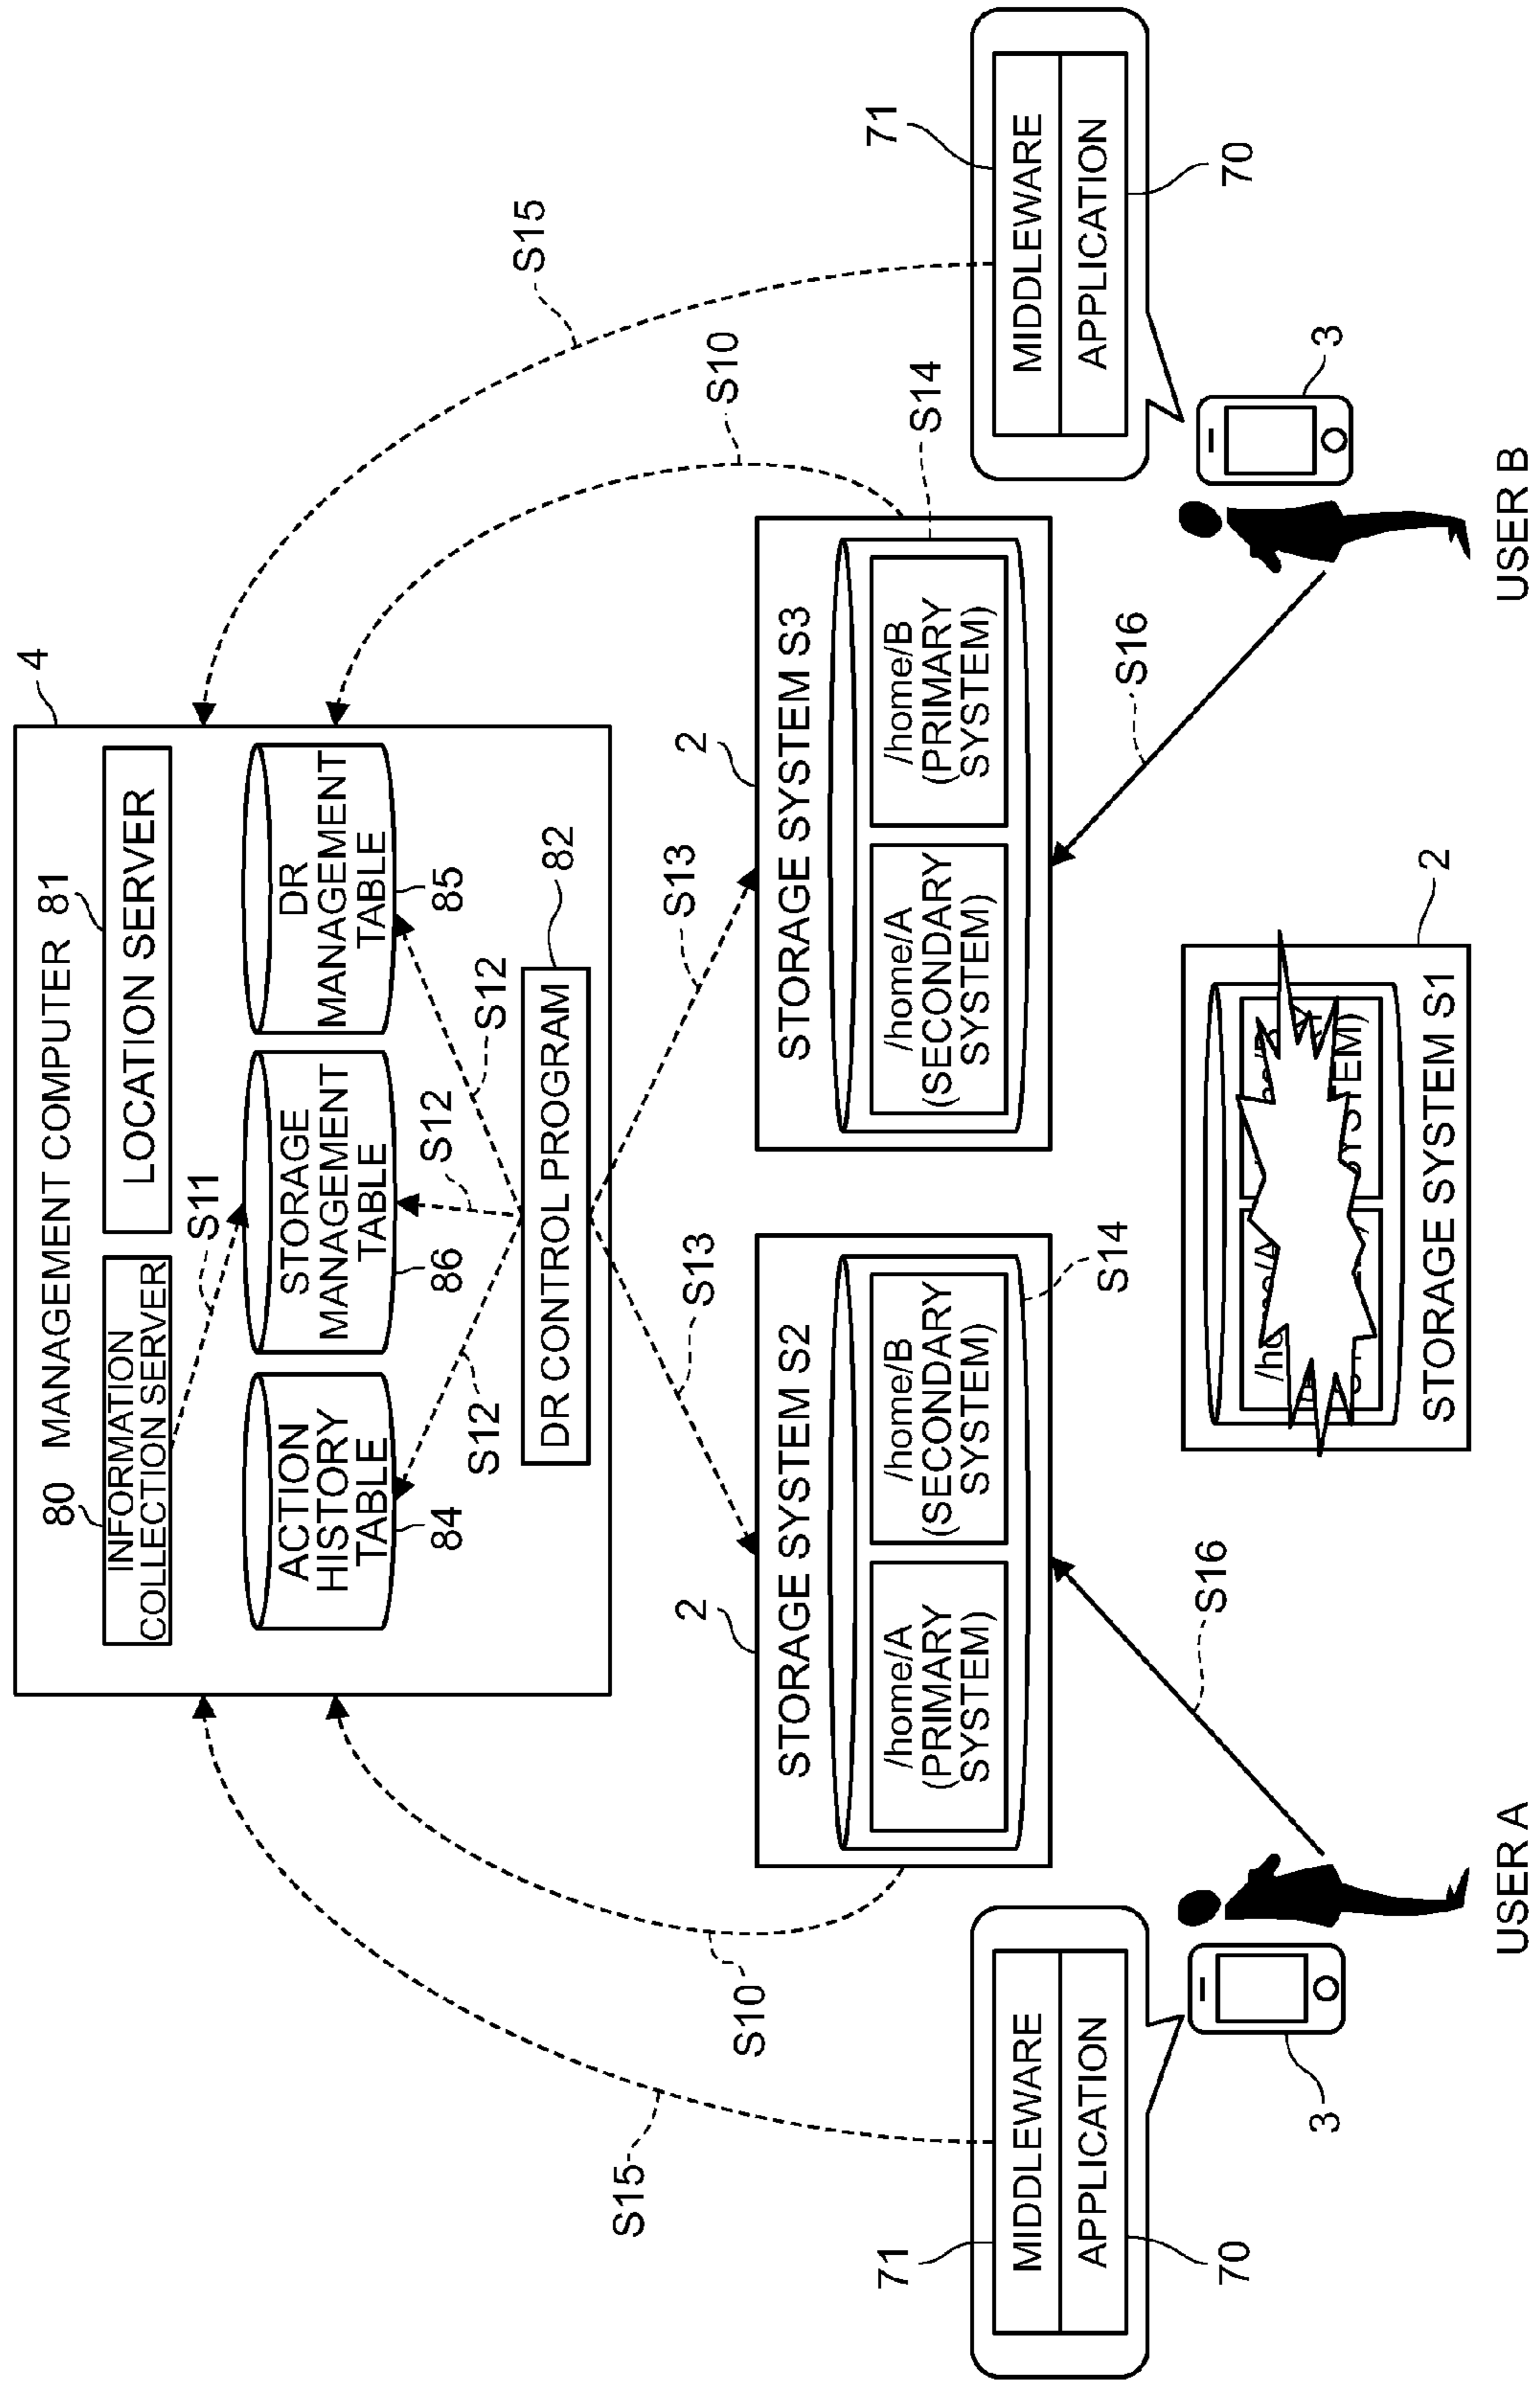 4
80
MANAGEMENT COMPUTER
81
INFORMATION
COLLECTION SERVER
LOCATION SERVER
S11
ACTION
HISTORY
TABLE
84
STORAGE
MANAGEMENT
TABLE
86
DR
MANAGEMENT
TABLE
85
S12
S12
S12
DR CONTROL PROGRAM
82
S15
S15
S10
S10
S13
S13
2
STORAGE SYSTEM S2
/home/A
(PRIMARY
SYSTEM)
/home/B
(SECONDARY
SYSTEM)
S14
2
STORAGE SYSTEM S3
/home/A
(SECONDARY
SYSTEM)
/home/B
(PRIMARY
SYSTEM)
S14
71
MIDDLEWARE
APPLICATION
70
71
MIDDLEWARE
APPLICATION
70
3
USER A
S16
STORAGE SYSTEM S1
2
S16
3
USER B